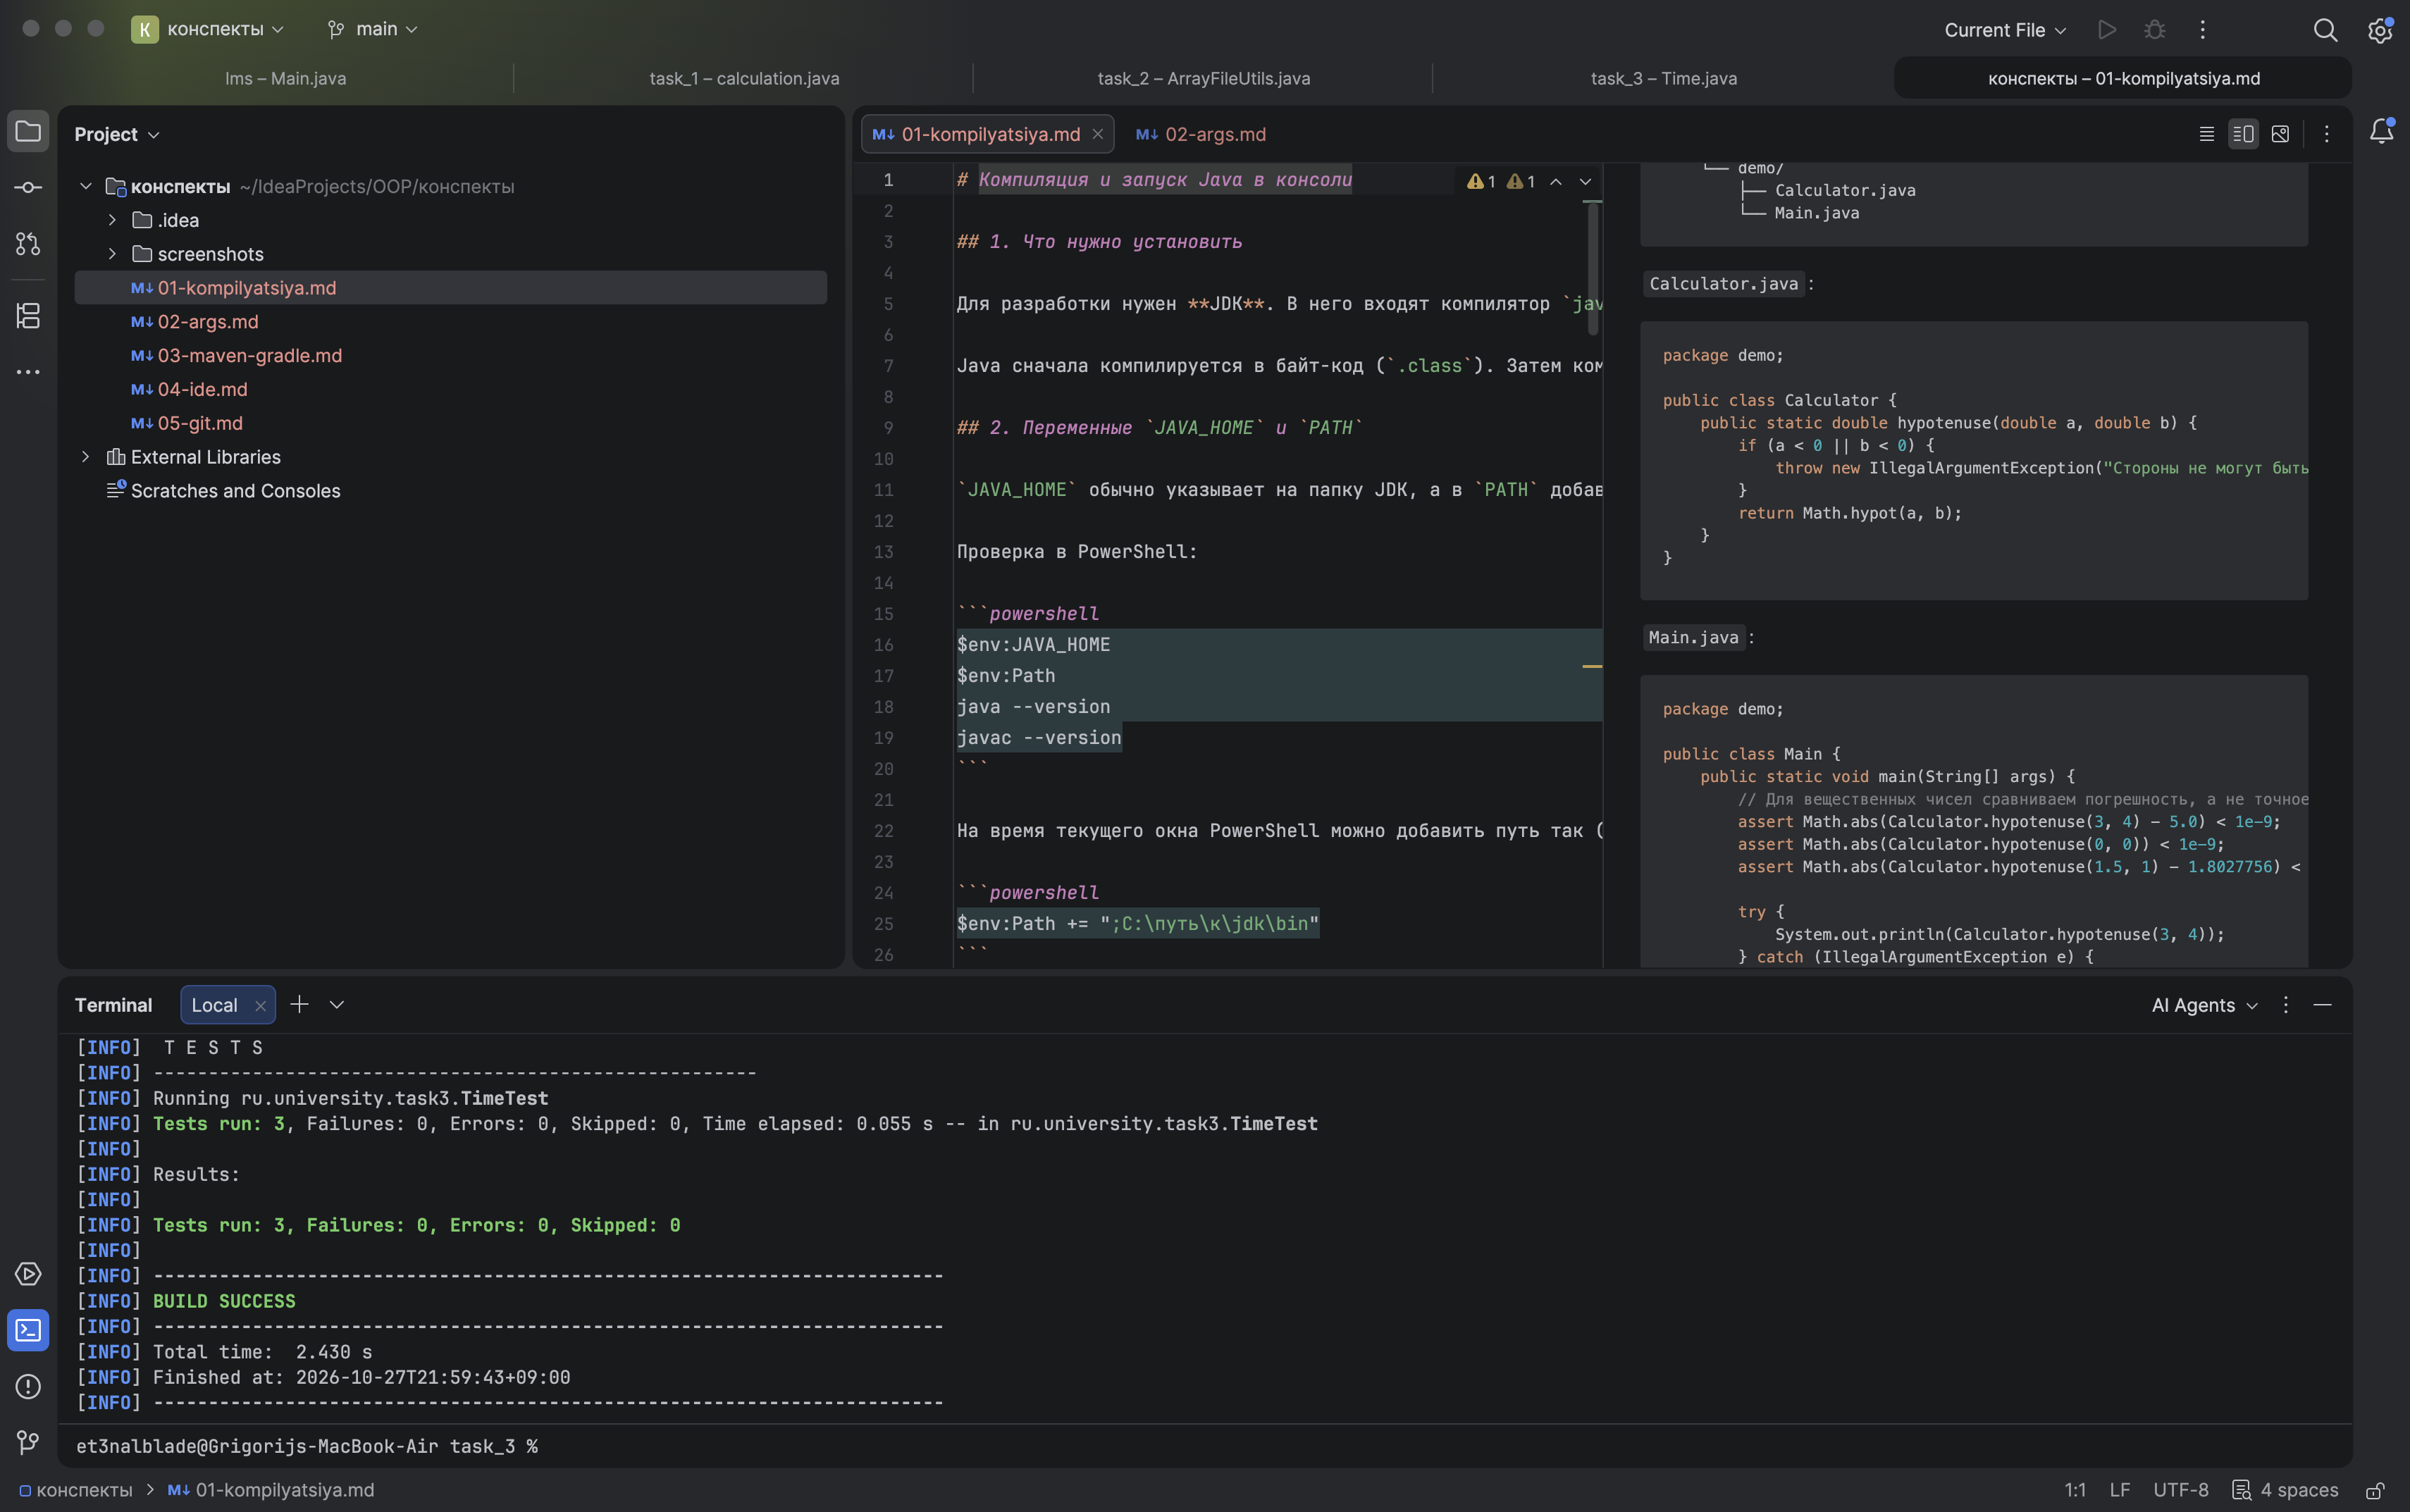 K конспекты main Current File
lms – Main.java task_1 – calculation.java task_2 – ArrayFileUtils.java task_3 – Time.java конспекты – 01-kompilyatsiya.md
Project
конспекты ~/IdeaProjects/OOP/конспекты
.idea
screenshots
M↓ 01-kompilyatsiya.md
M↓ 02-args.md
M↓ 03-maven-gradle.md
M↓ 04-ide.md
M↓ 05-git.md
External Libraries
Scratches and Consoles
M↓ 01-kompilyatsiya.md M↓ 02-args.md
1 # Компиляция и запуск Java в консоли 1 1
2
3 ## 1. Что нужно установить
4
5 Для разработки нужен **JDK**. В него входят компилятор `jav
6
7 Java сначала компилируется в байт-код (`.class`). Затем ком
8
9 ## 2. Переменные `JAVA_HOME` и `PATH`
10
11 `JAVA_HOME` обычно указывает на папку JDK, а в `PATH` добав
12
13 Проверка в PowerShell:
14
15 ```powershell
16 $env:JAVA_HOME
17 $env:Path
18 java --version
19 javac --version
20 ```
21
22 На время текущего окна PowerShell можно добавить путь так (
23
24 ```powershell
25 $env:Path += ";C:\путь\к\jdk\bin"
26 ```
└── demo/
├── Calculator.java
└── Main.java
Calculator.java :
package demo;
public class Calculator {
public static double hypotenuse(double a, double b) {
if (a < 0 || b < 0) {
throw new IllegalArgumentException("Стороны не могут быть
}
return Math.hypot(a, b);
}
}
Main.java :
package demo;
public class Main {
public static void main(String[] args) {
// Для вещественных чисел сравниваем погрешность, а не точное
assert Math.abs(Calculator.hypotenuse(3, 4) - 5.0) < 1e-9;
assert Math.abs(Calculator.hypotenuse(0, 0)) < 1e-9;
assert Math.abs(Calculator.hypotenuse(1.5, 1) - 1.8027756) <
try {
System.out.println(Calculator.hypotenuse(3, 4));
} catch (IllegalArgumentException e) {
Terminal Local AI Agents
[INFO] T E S T S
[INFO] -------------------------------------------------------
[INFO] Running ru.university.task3.TimeTest
[INFO] Tests run: 3, Failures: 0, Errors: 0, Skipped: 0, Time elapsed: 0.055 s -- in ru.university.task3.TimeTest
[INFO]
[INFO] Results:
[INFO]
[INFO] Tests run: 3, Failures: 0, Errors: 0, Skipped: 0
[INFO]
[INFO] ------------------------------------------------------------------------
[INFO] BUILD SUCCESS
[INFO] ------------------------------------------------------------------------
[INFO] Total time:  2.430 s
[INFO] Finished at: 2026-10-27T21:59:43+09:00
[INFO] ------------------------------------------------------------------------
et3nalblade@Grigorijs-MacBook-Air task_3 %
конспекты > M↓ 01-kompilyatsiya.md 1:1 LF UTF-8 4 spaces